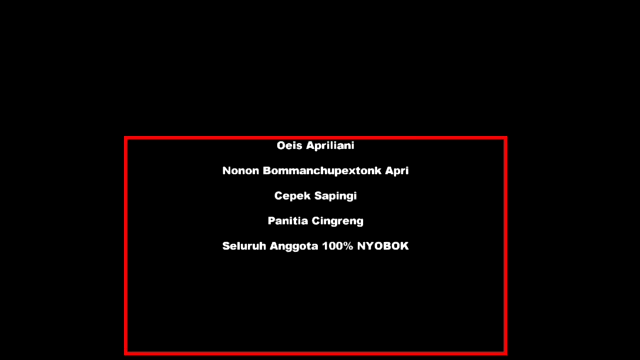 Oeis Apriliani
Nonon Bommanchupextonk Apri
Cepek Sapingi
Panitia Cingreng
Seluruh Anggota 100% NYOBOK